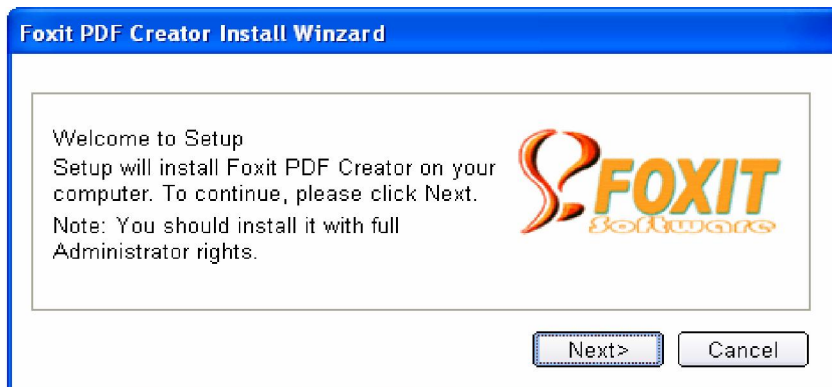 Foxit PDF Creator Install Winzard
Welcome to Setup
Setup will install Foxit PDF Creator on your
computer. To continue, please click Next.
Note: You should install it with full
Administrator rights.
FOXIT
Software
Next>
Cancel